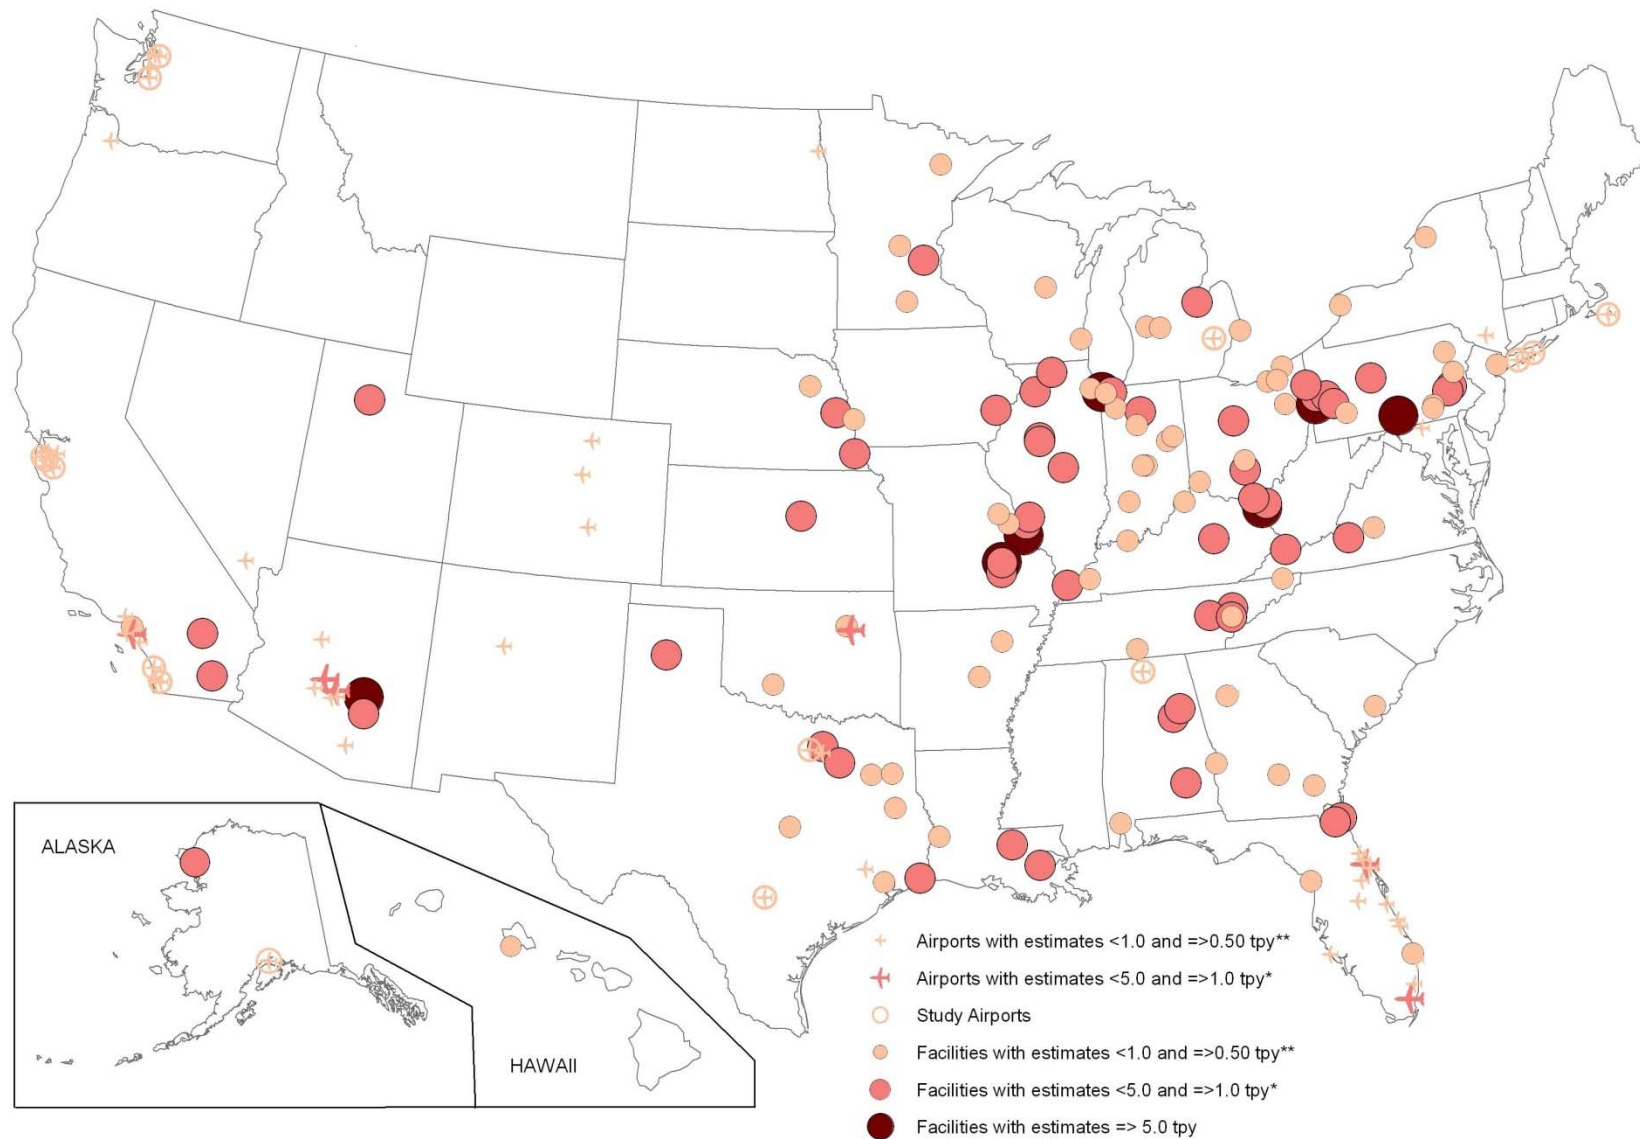 ALASKA
HAWAII
Airports with estimates <1.0 and =>0.50 tpy**
Airports with estimates <5.0 and =>1.0 tpy*
Study Airports
Facilities with estimates <1.0 and =>0.50 tpy**
Facilities with estimates <5.0 and =>1.0 tpy*
Facilities with estimates => 5.0 tpy